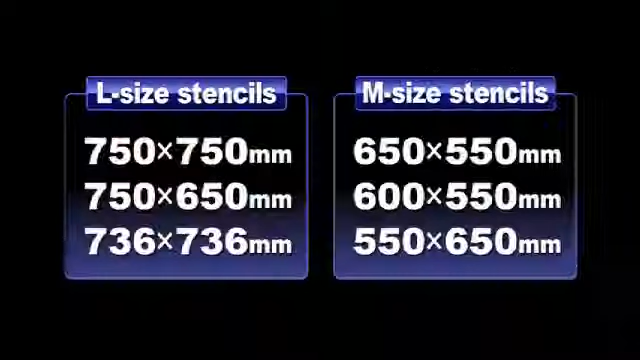 L-size stencils
750×750mm
750×650mm
736×736mm
M-size stencils
650×550mm
600×550mm
550×650mm